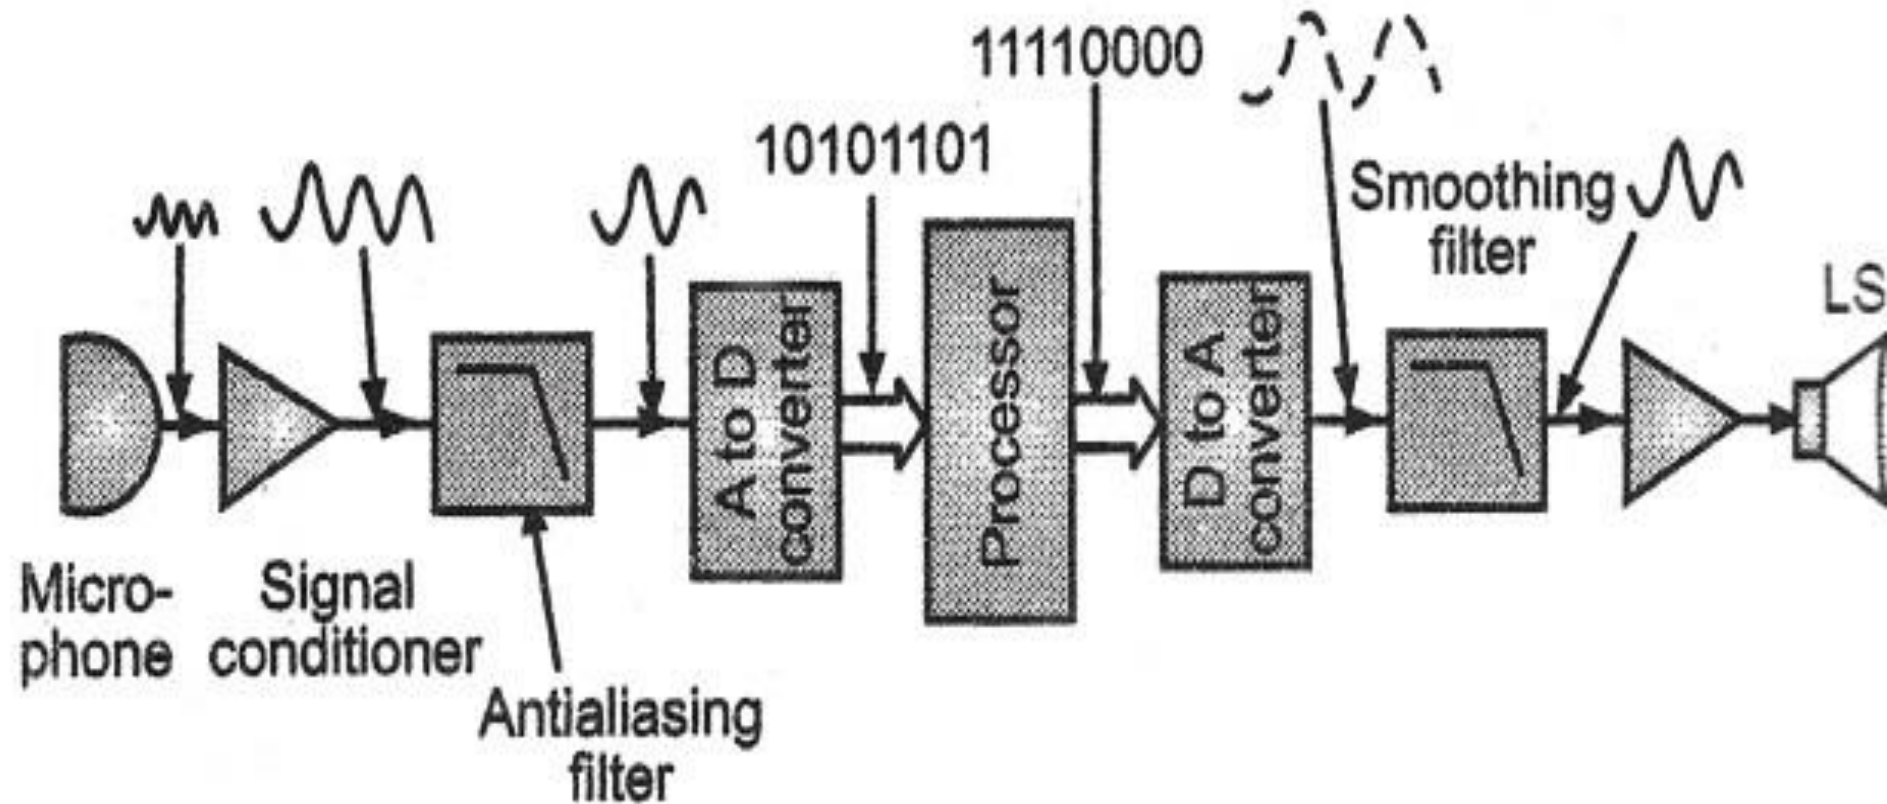 11110000
10101101
Smoothing
filter
LS
A to D
converter
Processor
D to A
converter
Micro-
phone
Signal
conditioner
Antialiasing
filter